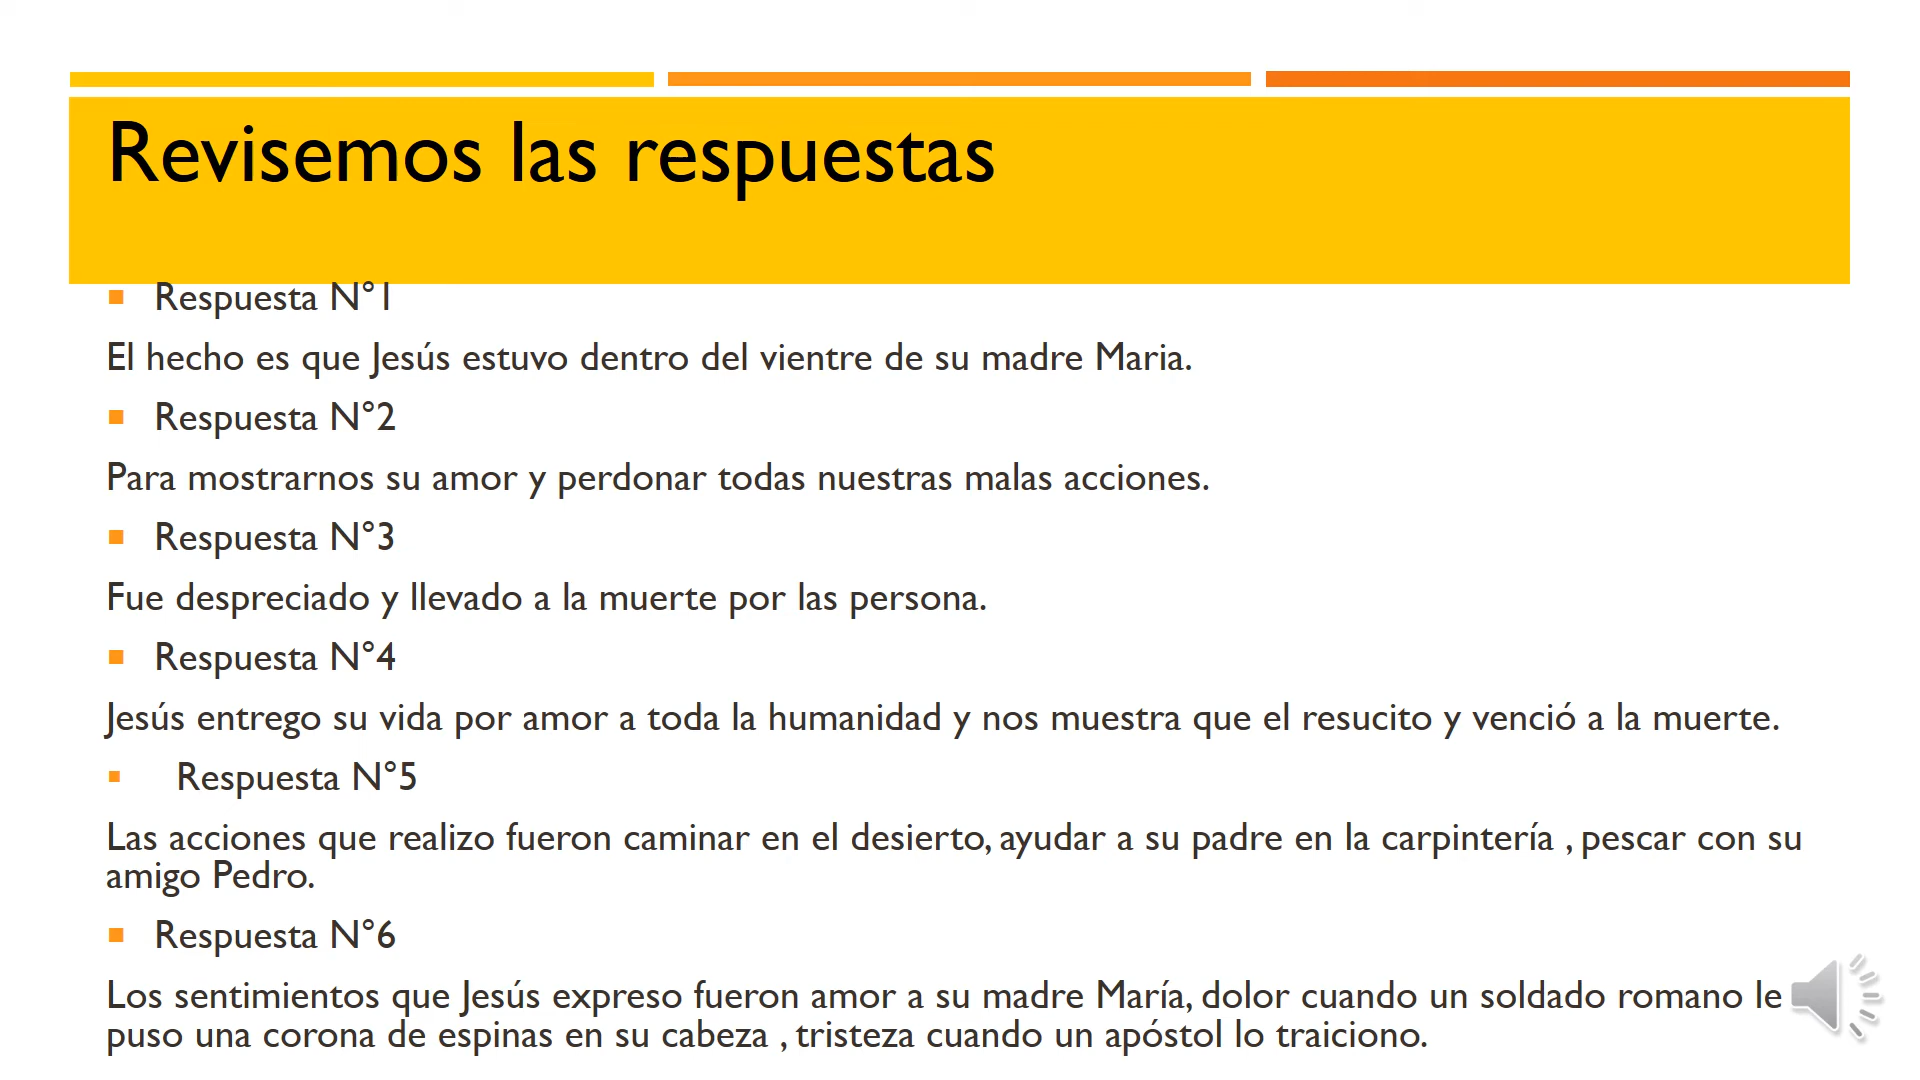 Revisemos las respuestas
Respuesta N°1
El hecho es que Jesús estuvo dentro del vientre de su madre Maria.
Respuesta N°2
Para mostrarnos su amor y perdonar todas nuestras malas acciones.
Respuesta N°3
Fue despreciado y llevado a la muerte por las persona.
Respuesta N°4
Jesús entrego su vida por amor a toda la humanidad y nos muestra que el resucito y venció a la muerte.
Respuesta N°5
Las acciones que realizo fueron caminar en el desierto, ayudar a su padre en la carpintería , pescar con su
amigo Pedro.
Respuesta N°6
Los sentimientos que Jesús expreso fueron amor a su madre María, dolor cuando un soldado romano le
puso una corona de espinas en su cabeza , tristeza cuando un apóstol lo traiciono.